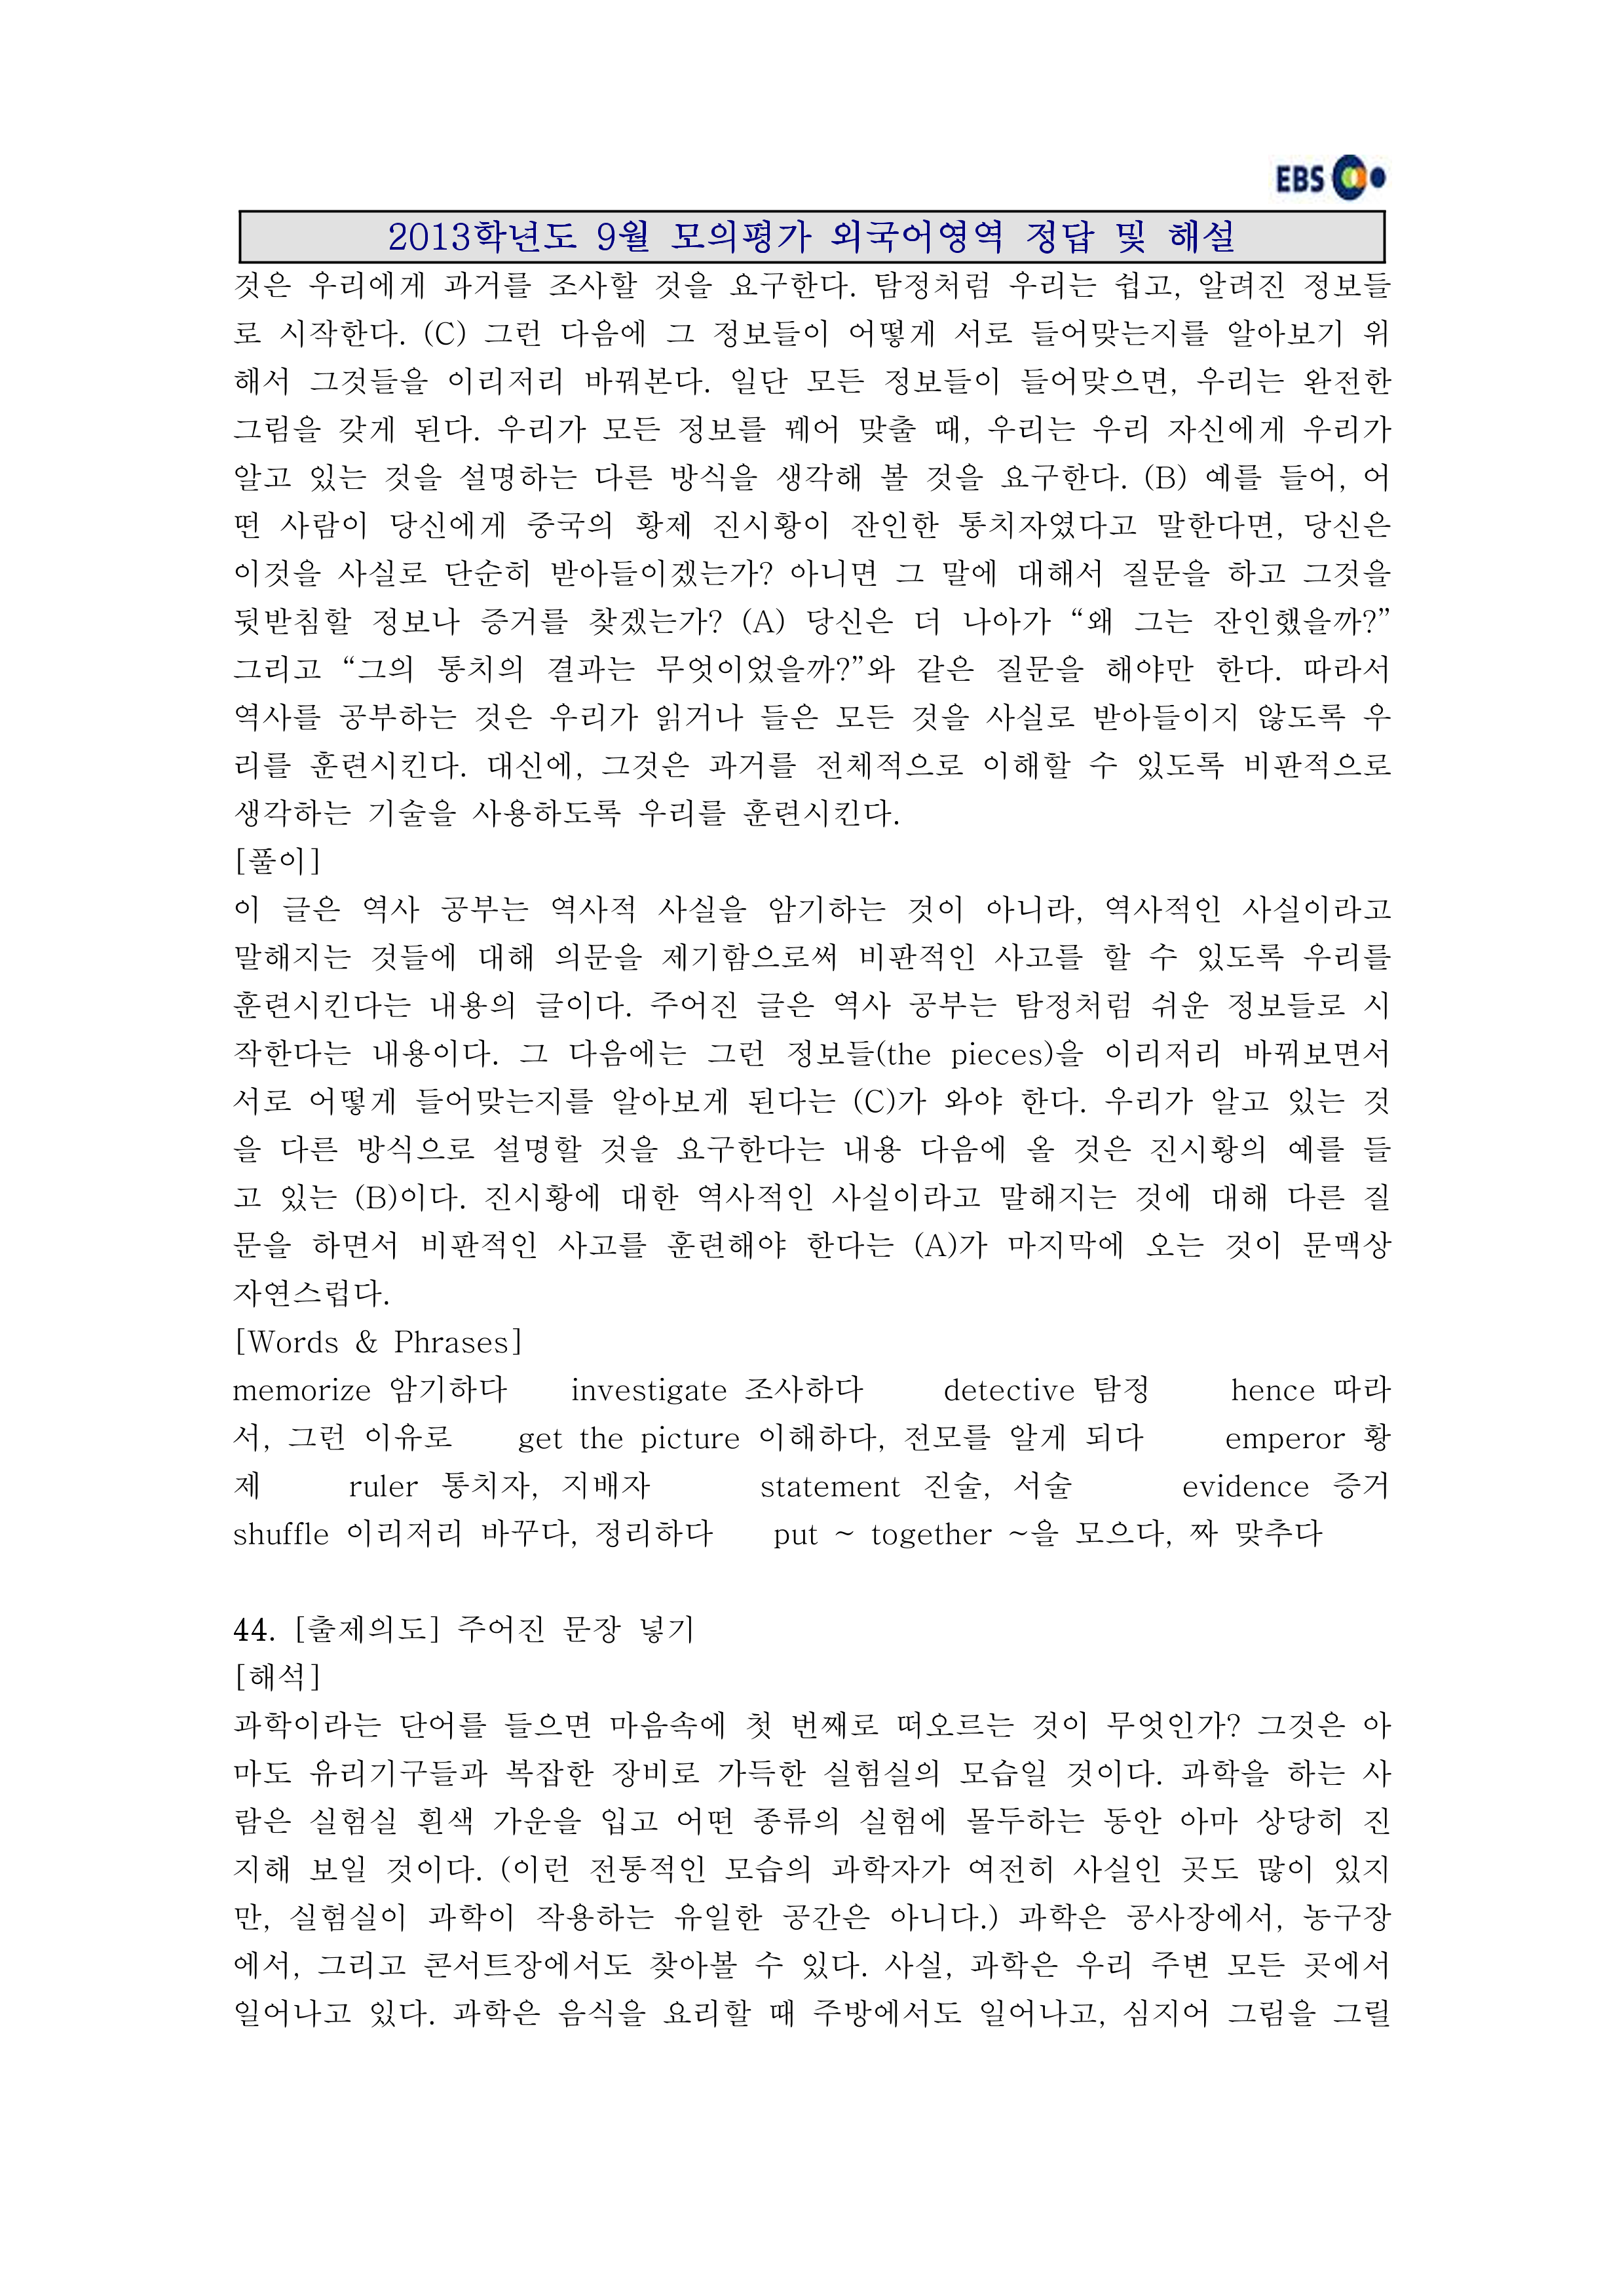 EBS
2013학년도 9월 모의평가 외국어영역 정답 및 해설
것은 우리에게 과거를 조사할 것을 요구한다. 탐정처럼 우리는 쉽고, 알려진 정보들
로 시작한다. (C) 그런 다음에 그 정보들이 어떻게 서로 들어맞는지를 알아보기 위
해서 그것들을 이리저리 바꿔본다. 일단 모든 정보들이 들어맞으면, 우리는 완전한
그림을 갖게 된다. 우리가 모든 정보를 꿰어 맞출 때, 우리는 우리 자신에게 우리가
알고 있는 것을 설명하는 다른 방식을 생각해 볼 것을 요구한다. (B) 예를 들어, 어
떤 사람이 당신에게 중국의 황제 진시황이 잔인한 통치자였다고 말한다면, 당신은
이것을 사실로 단순히 받아들이겠는가? 아니면 그 말에 대해서 질문을 하고 그것을
뒷받침할 정보나 증거를 찾겠는가? (A) 당신은 더 나아가 “왜 그는 잔인했을까?”
그리고 “그의 통치의 결과는 무엇이었을까?”와 같은 질문을 해야만 한다. 따라서
역사를 공부하는 것은 우리가 읽거나 들은 모든 것을 사실로 받아들이지 않도록 우
리를 훈련시킨다. 대신에, 그것은 과거를 전체적으로 이해할 수 있도록 비판적으로
생각하는 기술을 사용하도록 우리를 훈련시킨다.
[풀이]
이 글은 역사 공부는 역사적 사실을 암기하는 것이 아니라, 역사적인 사실이라고
말해지는 것들에 대해 의문을 제기함으로써 비판적인 사고를 할 수 있도록 우리를
훈련시킨다는 내용의 글이다. 주어진 글은 역사 공부는 탐정처럼 쉬운 정보들로 시
작한다는 내용이다. 그 다음에는 그런 정보들(the pieces)을 이리저리 바꿔보면서
서로 어떻게 들어맞는지를 알아보게 된다는 (C)가 와야 한다. 우리가 알고 있는 것
을 다른 방식으로 설명할 것을 요구한다는 내용 다음에 올 것은 진시황의 예를 들
고 있는 (B)이다. 진시황에 대한 역사적인 사실이라고 말해지는 것에 대해 다른 질
문을 하면서 비판적인 사고를 훈련해야 한다는 (A)가 마지막에 오는 것이 문맥상
자연스럽다.
[Words & Phrases]
memorize 암기하다 investigate 조사하다 detective 탐정 hence 따라
서, 그런 이유로 get the picture 이해하다, 전모를 알게 되다 emperor 황
제 ruler 통치자, 지배자 statement 진술, 서술 evidence 증거
shuffle 이리저리 바꾸다, 정리하다 put ~ together ~을 모으다, 짜 맞추다
44. [출제의도] 주어진 문장 넣기
[해석]
과학이라는 단어를 들으면 마음속에 첫 번째로 떠오르는 것이 무엇인가? 그것은 아
마도 유리기구들과 복잡한 장비로 가득한 실험실의 모습일 것이다. 과학을 하는 사
람은 실험실 흰색 가운을 입고 어떤 종류의 실험에 몰두하는 동안 아마 상당히 진
지해 보일 것이다. (이런 전통적인 모습의 과학자가 여전히 사실인 곳도 많이 있지
만, 실험실이 과학이 작용하는 유일한 공간은 아니다.) 과학은 공사장에서, 농구장
에서, 그리고 콘서트장에서도 찾아볼 수 있다. 사실, 과학은 우리 주변 모든 곳에서
일어나고 있다. 과학은 음식을 요리할 때 주방에서도 일어나고, 심지어 그림을 그릴